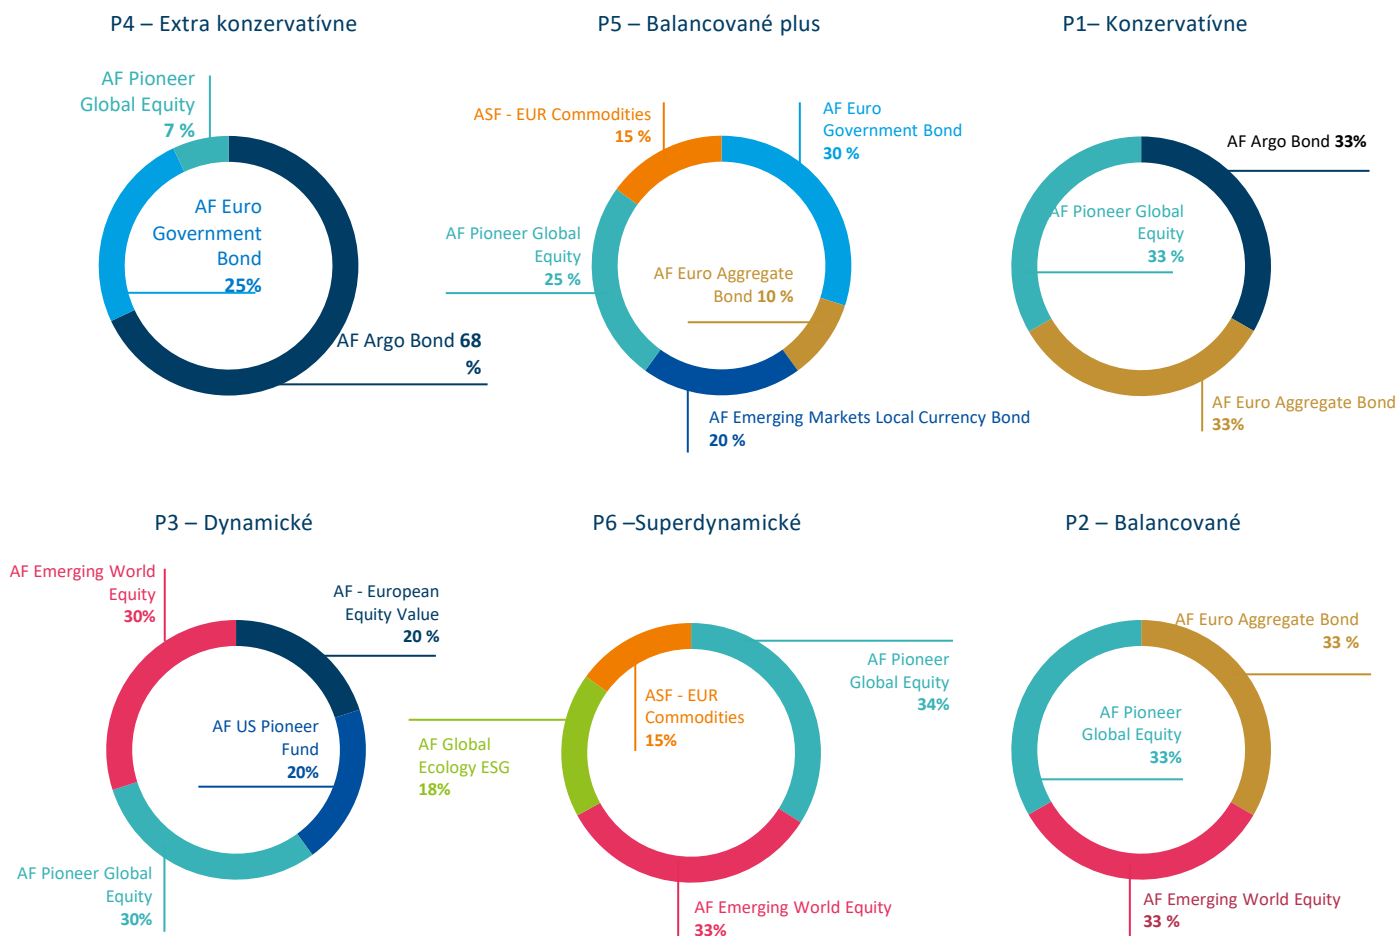 P4 – Extra konzervatívne
AF Pioneer
Global Equity
7 %
AF Euro
Government
Bond
25%
AF Argo Bond 68
%
P5 – Balancované plus
ASF - EUR Commodities
15 %
AF Euro
Government Bond
30 %
AF Pioneer Global
Equity
25 %
AF Euro Aggregate
Bond 10 %
AF Emerging Markets Local Currency Bond
20 %
P1– Konzervatívne
AF Argo Bond 33%
AF Pioneer Global
Equity
33 %
AF Euro Aggregate Bond
33%
P3 – Dynamické
AF Emerging World
Equity
30%
AF - European
Equity Value
20 %
AF US Pioneer
Fund
20%
AF Pioneer Global
Equity
30%
P6 –Superdynamické
AF Pioneer
Global Equity
34%
ASF - EUR
Commodities
15%
AF Global
Ecology ESG
18%
AF Emerging World Equity
33%
P2 – Balancované
AF Euro Aggregate Bond
33 %
AF Pioneer
Global Equity
33%
AF Emerging World Equity
33 %